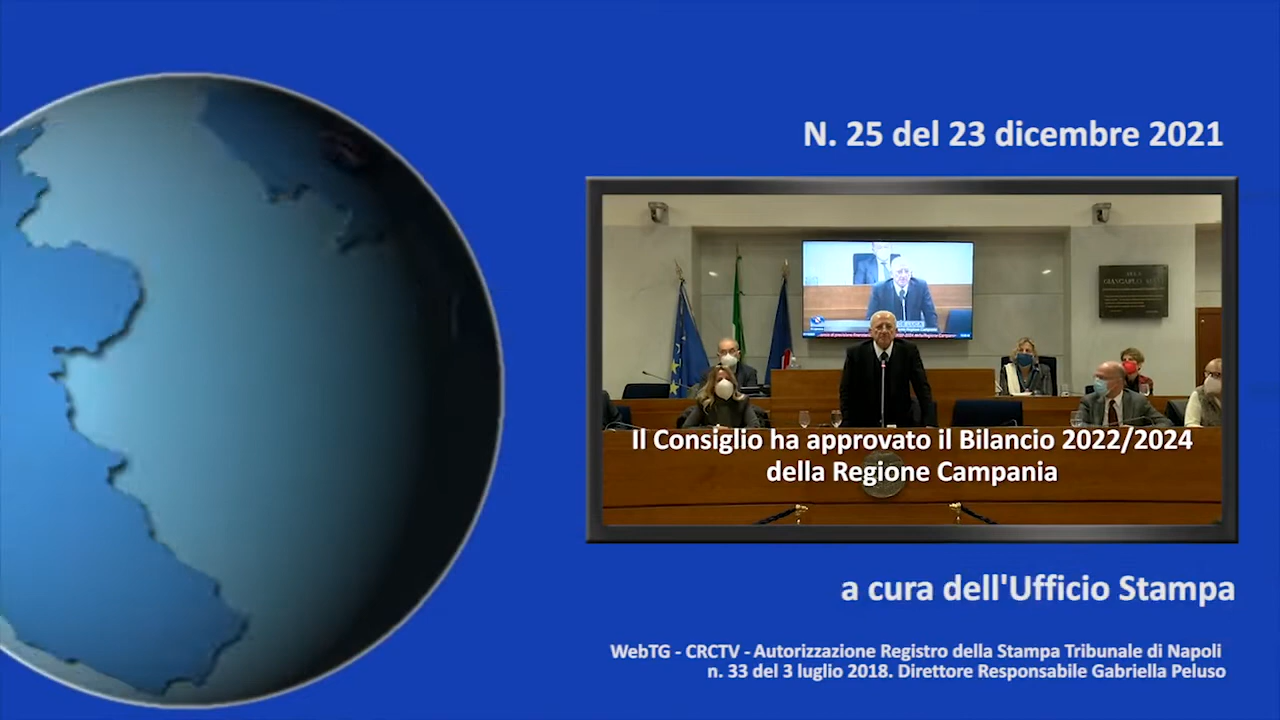 N. 25 del 23 dicembre 2021
AULA
Il Consiglio ha approvato il Bilancio 2022/2024
della Regione Campania
a cura dell'Ufficio Stampa
WebTG - CRCTV - Autorizzazione Registro della Stampa Tribunale di Napoli
n. 33 del 3 luglio 2018. Direttore Responsabile Gabriella Peluso